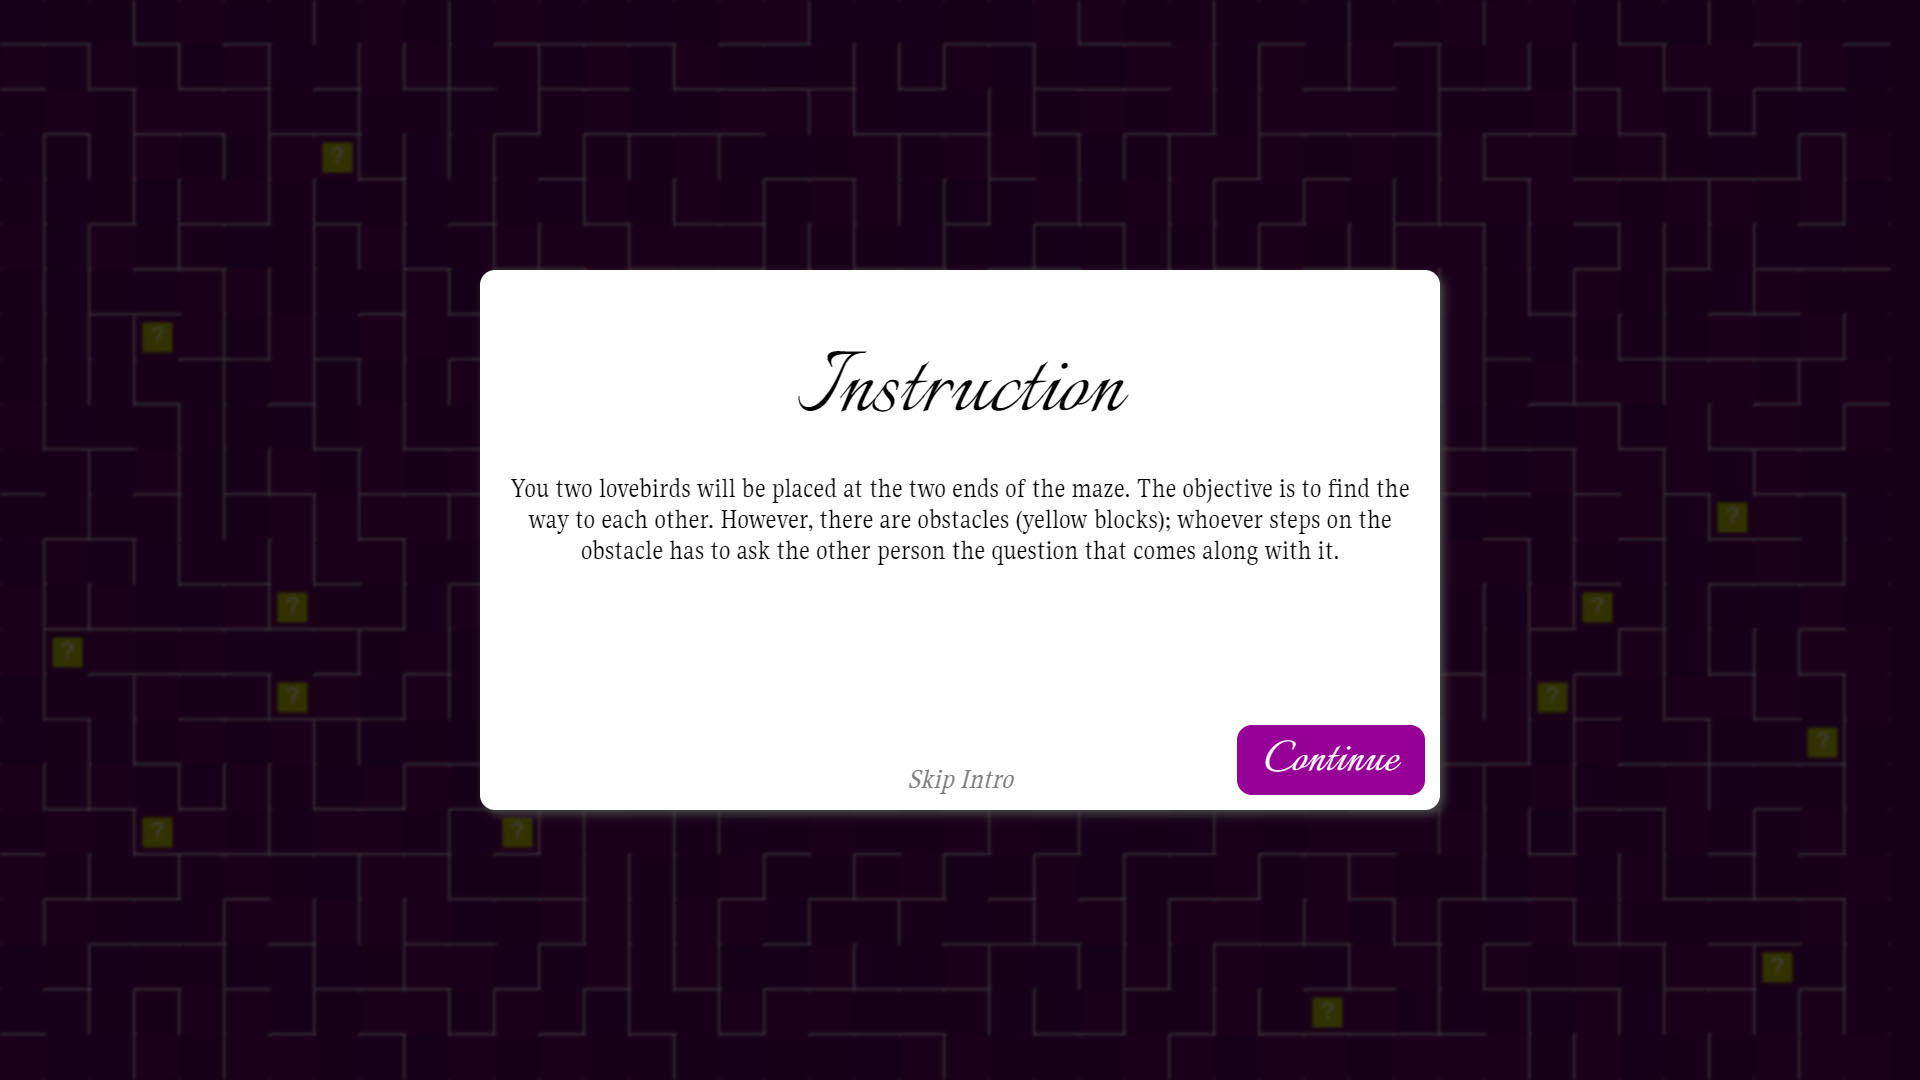 ?
?
Instruction
You two lovebirds will be placed at the two ends of the maze. The objective is to find the
way to each other. However, there are obstacles (yellow blocks); whoever steps on the
obstacle has to ask the other person the question that comes along with it.
?
?
?
?
?
?
?
Continue
Skip Intro
?
?
?
?